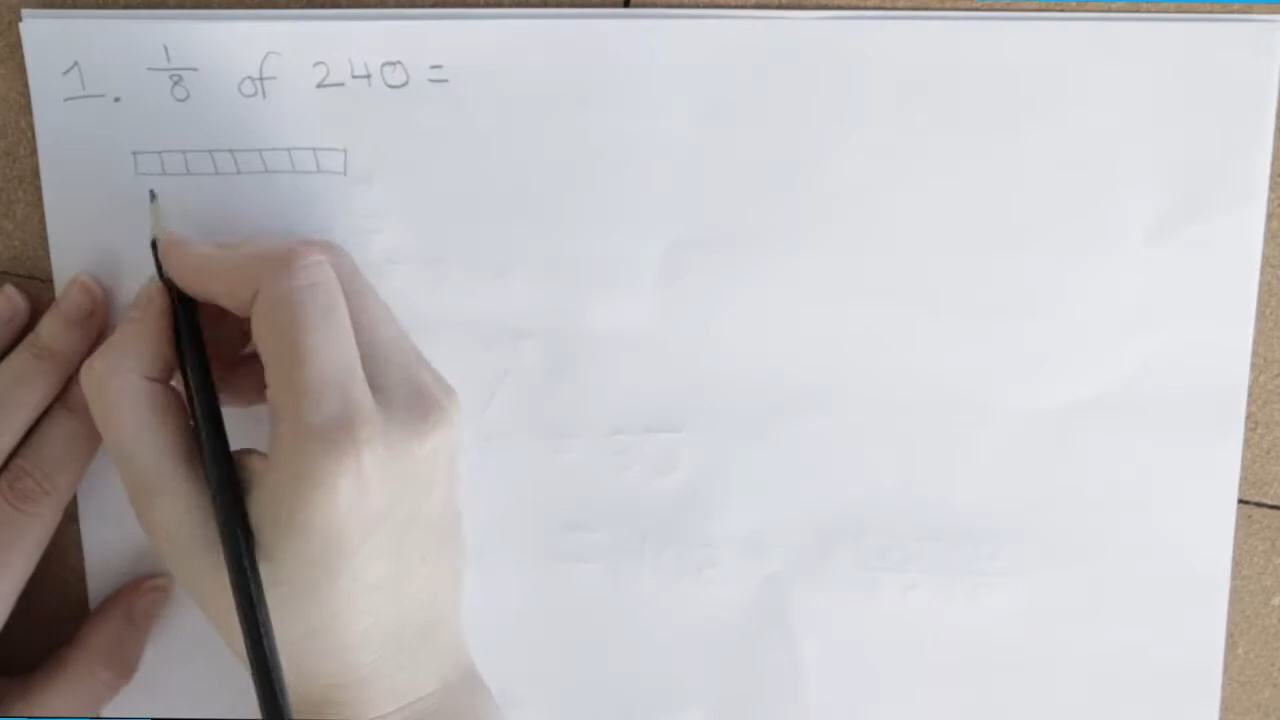 1. 1/8 of 240 =